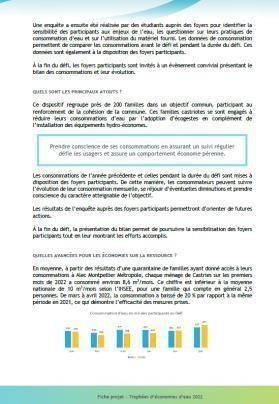 Une enquête a ensuite été réalisée par des étudiants auprès des foyers pour identifier la
sensibilité des participants aux enjeux de l'eau, les questionner sur leurs pratiques de
consommation d'eau et sur l'utilisation du matériel fourni. Les données de consommation
permettent de comparer les consommations avant le défi et pendant la durée du défi. Ces
données sont également à la disposition des foyers participants.
À la fin du défi, les foyers participants sont invités à un évènement convivial présentant le
bilan des consommations et leur évolution.
QUELS SONT LES PRINCIPAUX ATOUTS ?
Ce dispositif regroupe près de 200 familles dans un objectif commun, participant au
renforcement de la cohésion de la commune. Ces familles castriotes se sont engagés à
réduire leurs consommations d'eau par l'adoption d'écogestes en complément de
l'installation des équipements hydro-économes.
Prendre conscience de ses consommations en assurant un suivi régulier
défie les usagers et assure un comportement économe pérenne.
Les consommations de l'année précédente et celles pendant la durée du défi sont mises à
disposition des foyers participants. De cette manière, les consommateurs peuvent suivre
l'évolution de leur consommation mensuelle, se réjouir d'éventuelles diminutions et prendre
conscience du caractère atteignable de l'objectif.
Les résultats de l'enquête auprès des foyers participants permettront d'orienter de futures
actions.
À la fin du défi, la présentation du bilan permet de poursuivre la sensibilisation des foyers
participants tout en leur montrant les efforts accomplis.
QUELLES AVANCÉES POUR LES ÉCONOMIES SUR LA RESSOURCE ?
En moyenne, à partir des résultats d'une quarantaine de familles ayant donné accès à leurs
consommations à Alec Montpellier Métropole, chaque ménage de Castries sur les premiers
mois de 2022 a consommé environ 8,6 m³/mois. Ce chiffre est inférieur à la moyenne
nationale de 10 m³/mois selon l'INSEE, pour une famille qui compte en général 2,5
personnes. De mars à avril 2022, la consommation a baissé de 20 % par rapport à la même
période en 2021, ce qui démontre l'efficacité des mesures prises.
Consommation d'eau en m3 des participants au défi
Fiche projet - Trophées d'économies d'eau 2022